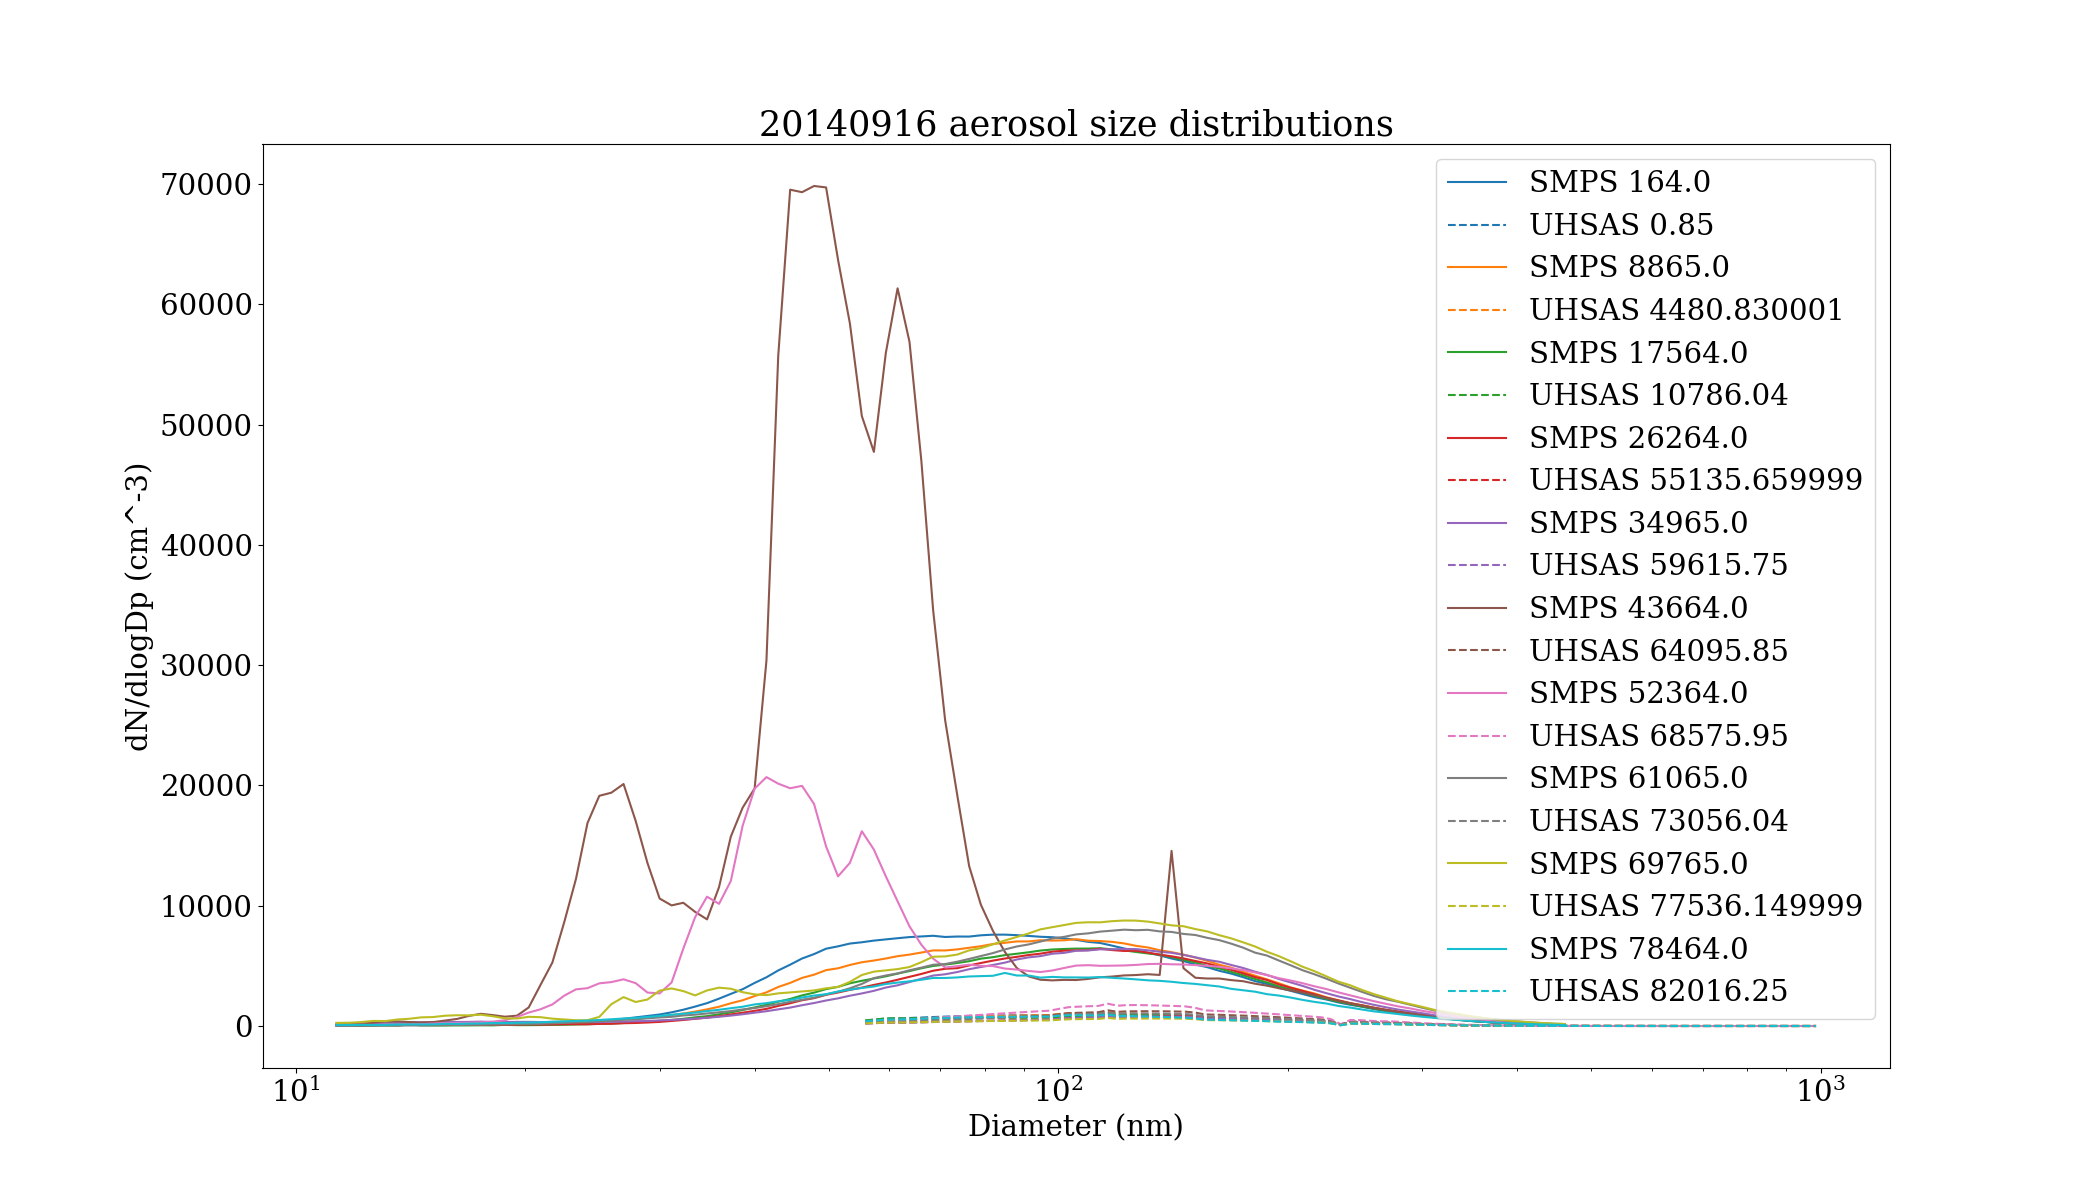 20140916 aerosol size distributions
dN/dlogDp (cm^-3)
70000
60000
50000
40000
30000
20000
10000
0
SMPS 164.0
UHSAS 0.85
SMPS 8865.0
UHSAS 4480.830001
SMPS 17564.0
UHSAS 10786.04
SMPS 26264.0
UHSAS 55135.659999
SMPS 34965.0
UHSAS 59615.75
SMPS 43664.0
UHSAS 64095.85
SMPS 52364.0
UHSAS 68575.95
SMPS 61065.0
UHSAS 73056.04
SMPS 69765.0
UHSAS 77536.149999
SMPS 78464.0
UHSAS 82016.25
10¹ 10² 10³
Diameter (nm)